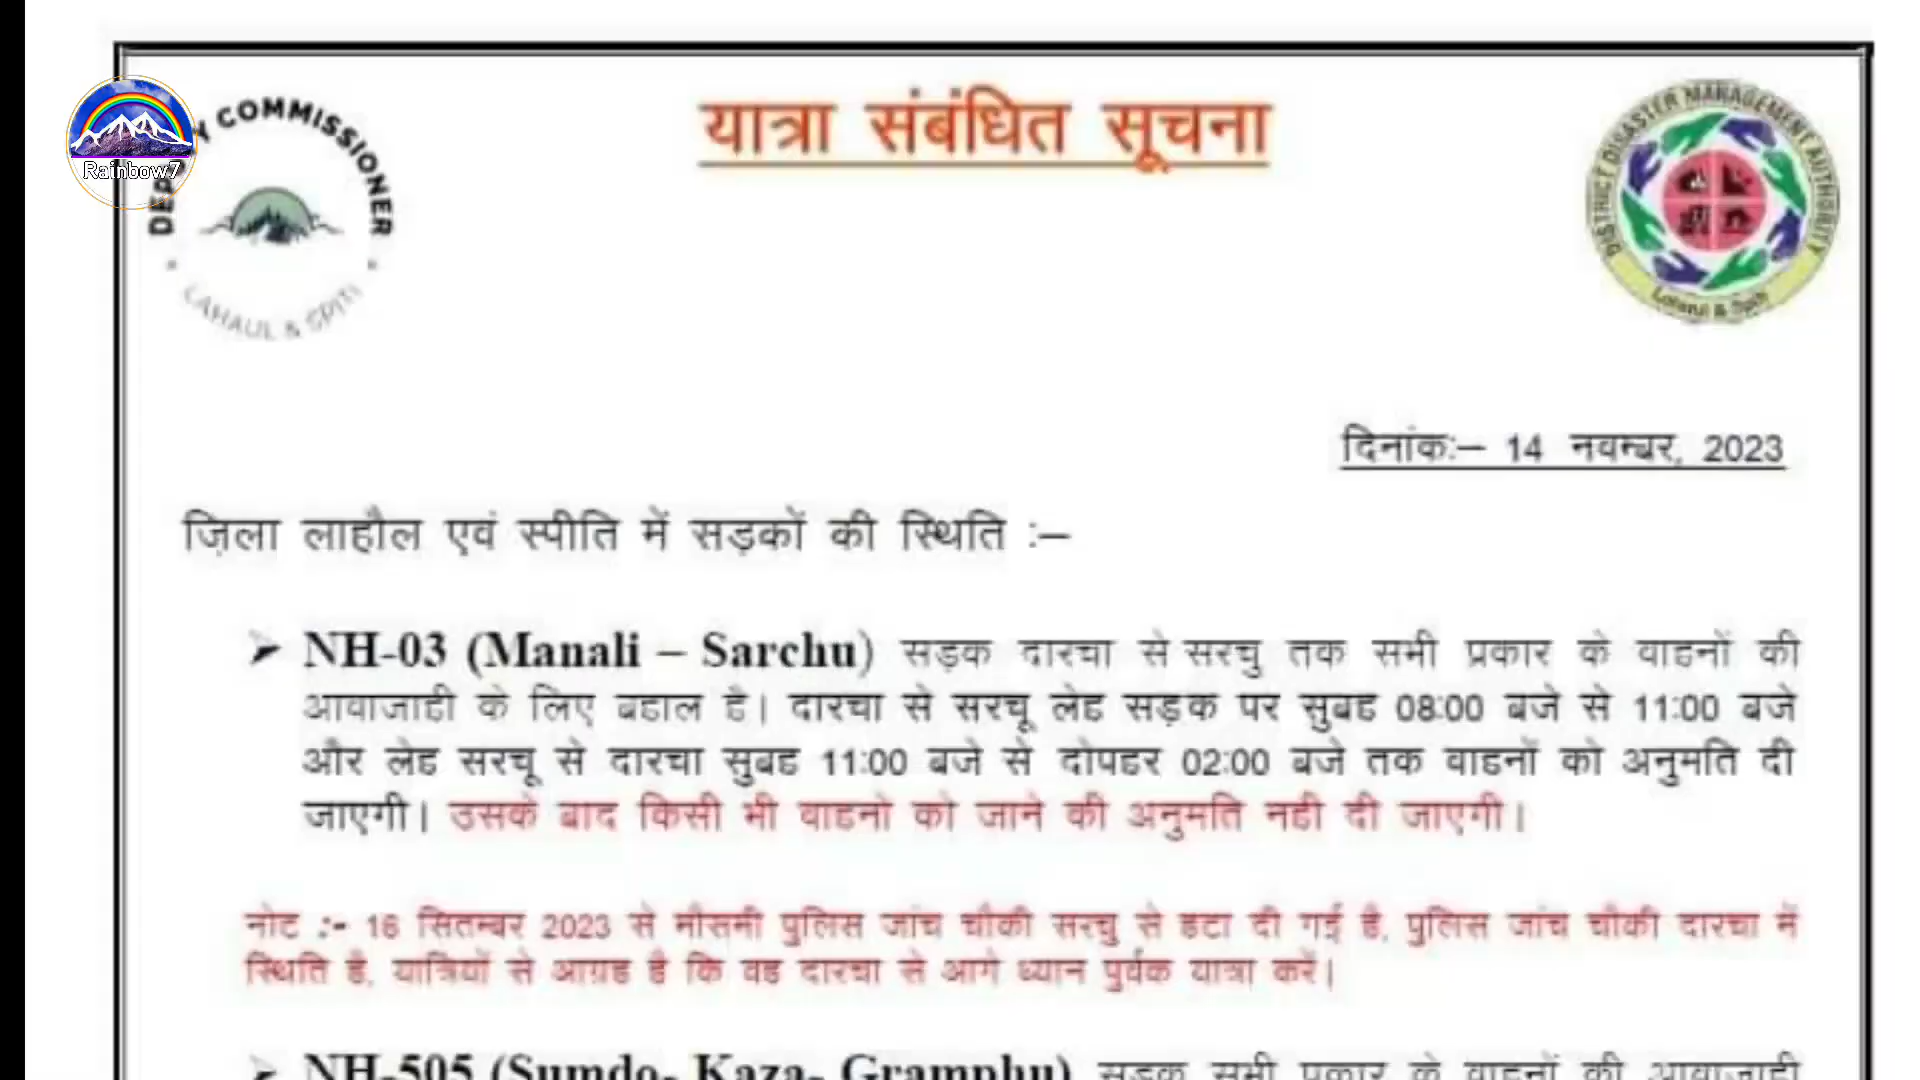 Rainbow7
DEPUTY COMMISSIONER
LAHAUL & SPITI
यात्रा संबंधित सूचना
DISTRICT DISASTER MANAGEMENT AUTHORITY
Lahaul & Spiti
दिनांकः– 14 नवम्बर, 2023
ज़िला लाहौल एवं स्पीति में सड़कों की स्थिति :–
➤ NH-03 (Manali – Sarchu) सड़क दारचा से सरचु तक सभी प्रकार के वाहनों की
आवाजाही के लिए बहाल है। दारचा से सरचू लेह सड़क पर सुबह 08:00 बजे से 11:00 बजे
और लेह सरचू से दारचा सुबह 11:00 बजे से दोपहर 02:00 बजे तक वाहनों को अनुमति दी
जाएगी। उसके बाद किसी भी वाहनो को जाने की अनुमति नही दी जाएगी।
नोट :- 16 सितम्बर 2023 से मौसमी पुलिस जांच चौकी सरचु से हटा दी गई है, पुलिस जांच चौकी दारचा में
स्थिति है, यात्रियों से आग्रह है कि वह दारचा से आगे ध्यान पुर्वक यात्रा करें।
➤ NH-505 (Sumdo- Kaza- Gramphu) सड़क सभी प्रकार के वाहनों की आवाजाही